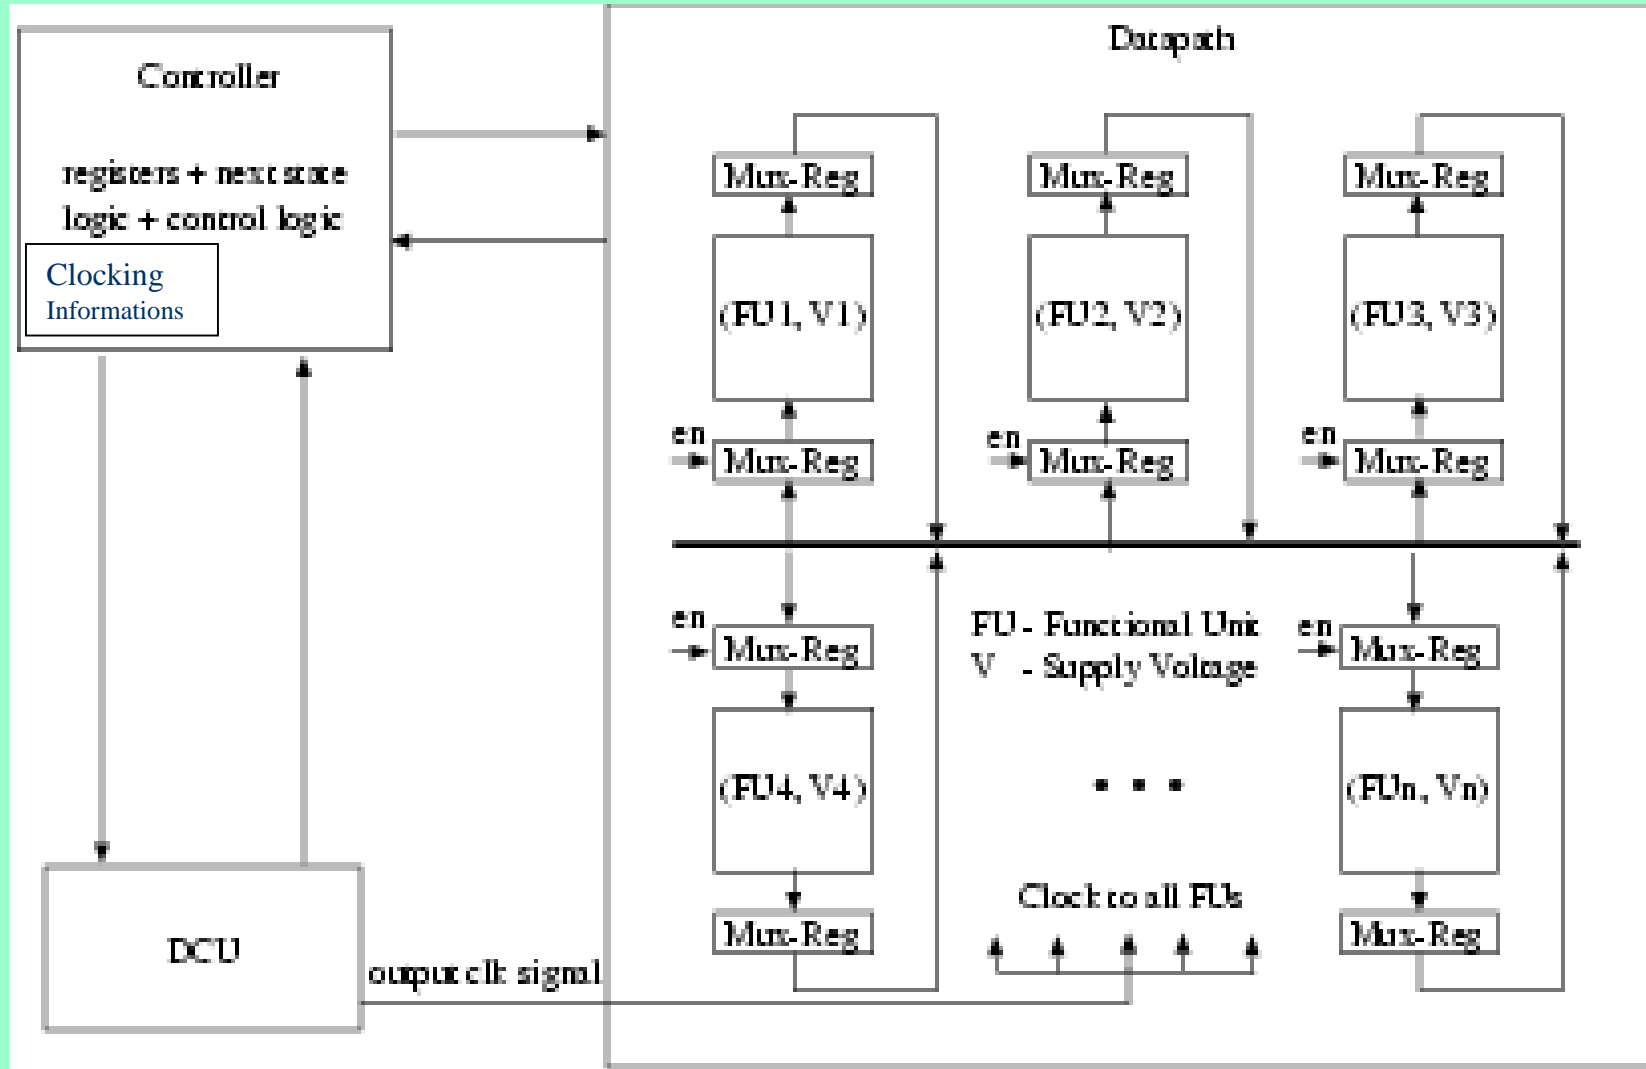 Controller
registers + next state
logic + control logic
Clocking
Informations
DCU
output clk signal
Datapath
Mux-Reg
Mux-Reg
Mux-Reg
(FU1, V1)
(FU2, V2)
(FU3, V3)
en
Mux-Reg
en
Mux-Reg
en
Mux-Reg
en
Mux-Reg
FU - Functional Unit
V - Supply Voltage
en
Mux-Reg
(FU4, V4)
• • •
(FUn, Vn)
Clock to all FUs
Mux-Reg
Mux-Reg